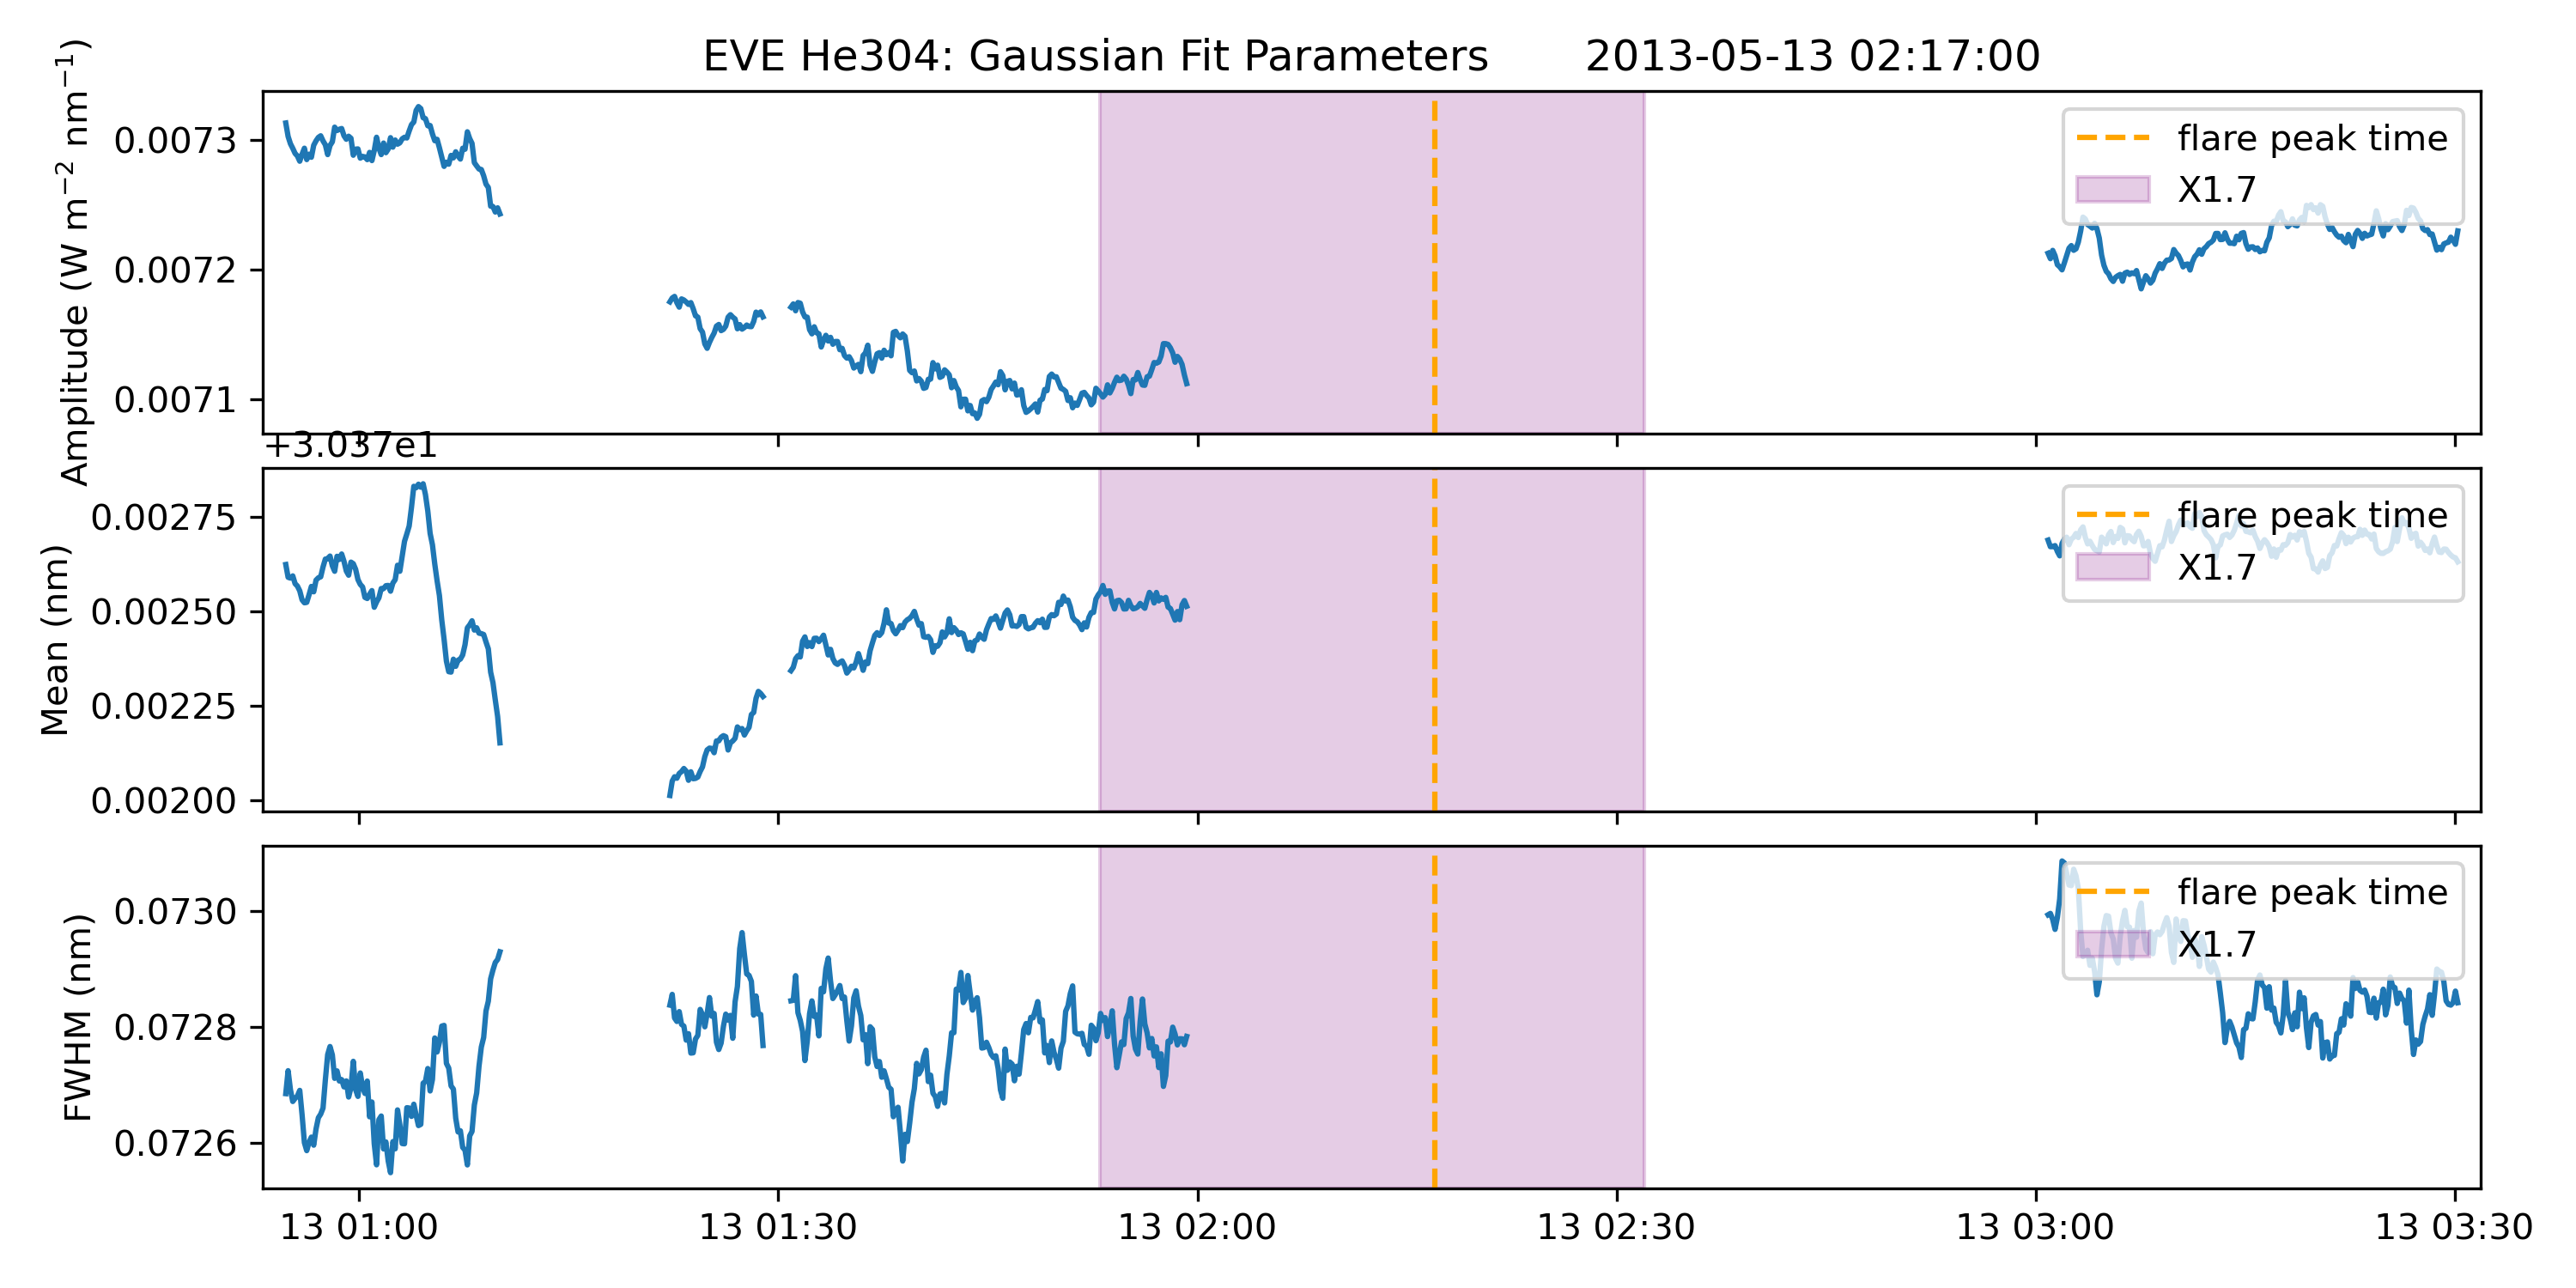 EVE He304: Gaussian Fit Parameters 2013-05-13 02:17:00
Amplitude (W m⁻² nm⁻¹)
0.0073
0.0072
0.0071
flare peak time
X1.7
+3.037e1
Mean (nm)
0.00275
0.00250
0.00225
0.00200
flare peak time
X1.7
FWHM (nm)
0.0730
0.0728
0.0726
flare peak time
X1.7
13 01:00 13 01:30 13 02:00 13 02:30 13 03:00 13 03:30